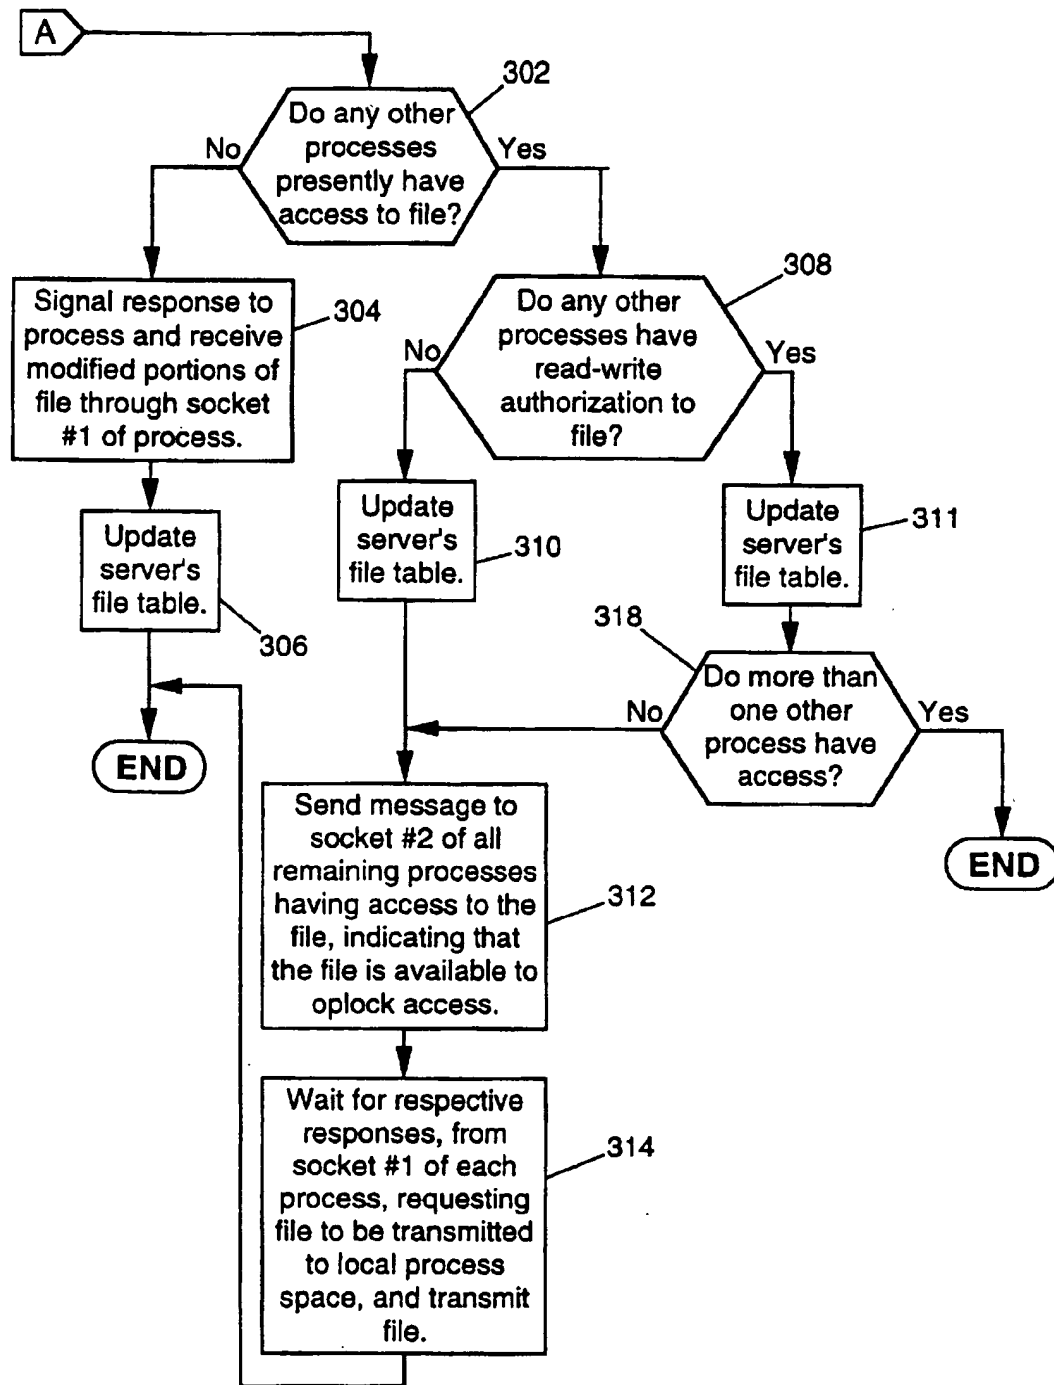 A
302
Do any other
processes
presently have
access to file?
No
Yes
304
Signal response to
process and receive
modified portions of
file through socket
#1 of process.
308
Do any other
processes have
read-write
authorization to
file?
No
Yes
Update
server's
file table.
306
Update
server's
file table.
310
Update
server's
file table.
311
318
Do more than
one other
process have
access?
No
Yes
END
END
Send message to
socket #2 of all
remaining processes
having access to the
file, indicating that
the file is available to
oplock access.
312
Wait for respective
responses, from
socket #1 of each
process, requesting
file to be transmitted
to local process
space, and transmit
file.
314